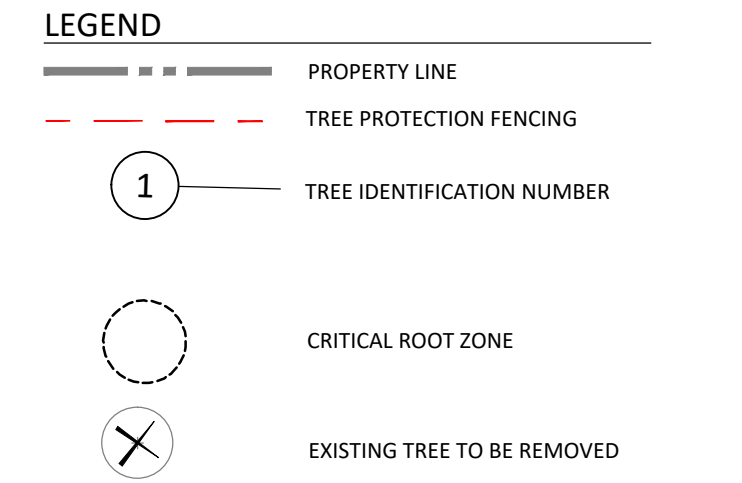 LEGEND
PROPERTY LINE
TREE PROTECTION FENCING
1
TREE IDENTIFICATION NUMBER
CRITICAL ROOT ZONE
EXISTING TREE TO BE REMOVED